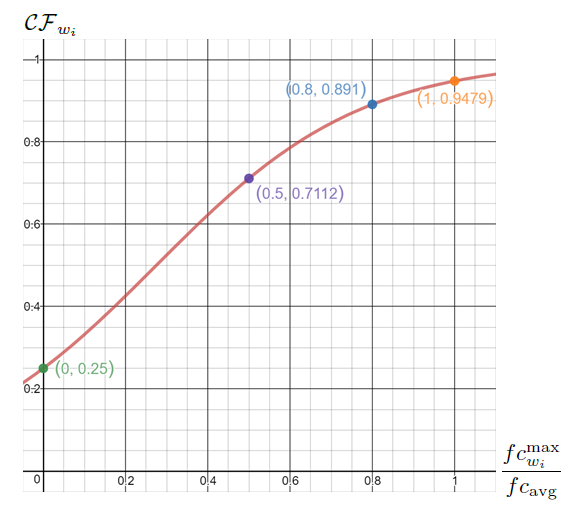 𝒞ℱ_{w_i}
1
(0.8, 0.891)
(1, 0.9479)
0.8
(0.5, 0.7112)
0.6
0.4
(0, 0.25)
0.2
0 0.2 0.4 0.6 0.8 1
fc_{w_i}^{max}
fc_{avg}